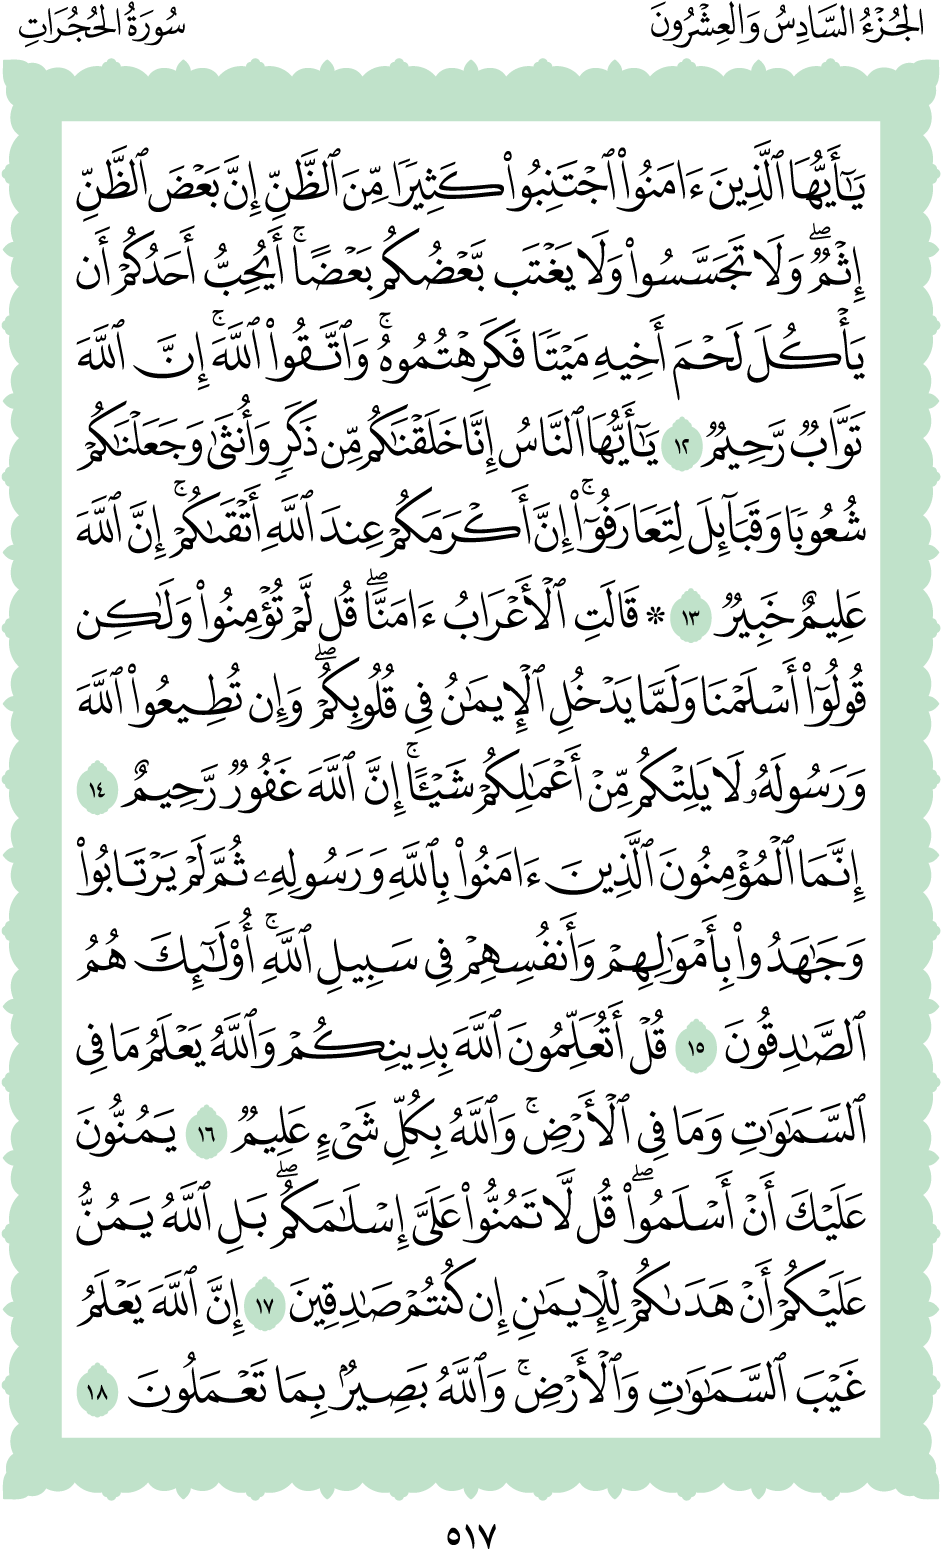 الجُزْءُ السَّادِسُ وَالْعِشْرُونَ
سُورَةُ الحُجُرَاتِ
يَـٰٓأَيُّهَا ٱلَّذِينَ ءَامَنُواْ ٱجۡتَنِبُواْ كَثِيرٗا مِّنَ ٱلظَّنِّ إِنَّ بَعۡضَ ٱلظَّنِّ
إِثۡمٞۖ وَلَا تَجَسَّسُواْ وَلَا يَغۡتَب بَّعۡضُكُم بَعۡضًاۚ أَيُحِبُّ أَحَدُكُمۡ أَن
يَأۡكُلَ لَحۡمَ أَخِيهِ مَيۡتٗا فَكَرِهۡتُمُوهُۚ وَٱتَّقُواْ ٱللَّهَۚ إِنَّ ٱللَّهَ
تَوَّابٞ رَّحِيمٞ ١٢ يَـٰٓأَيُّهَا ٱلنَّاسُ إِنَّا خَلَقۡنَٰكُم مِّن ذَكَرٖ وَأُنثَىٰ وَجَعَلۡنَٰكُمۡ
شُعُوبٗا وَقَبَآئِلَ لِتَعَارَفُوٓاْۚ إِنَّ أَكۡرَمَكُمۡ عِندَ ٱللَّهِ أَتۡقَىٰكُمۡۚ إِنَّ ٱللَّهَ
عَلِيمٌ خَبِيرٞ ١٣ * قَالَتِ ٱلۡأَعۡرَابُ ءَامَنَّاۖ قُل لَّمۡ تُؤۡمِنُواْ وَلَٰكِن
قُولُوٓاْ أَسۡلَمۡنَا وَلَمَّا يَدۡخُلِ ٱلۡإِيمَٰنُ فِي قُلُوبِكُمۡۖ وَإِن تُطِيعُواْ ٱللَّهَ
وَرَسُولَهُۥ لَا يَلِتۡكُم مِّنۡ أَعۡمَٰلِكُمۡ شَيۡـًٔاۚ إِنَّ ٱللَّهَ غَفُورٞ رَّحِيمٌ ١٤
إِنَّمَا ٱلۡمُؤۡمِنُونَ ٱلَّذِينَ ءَامَنُواْ بِٱللَّهِ وَرَسُولِهِۦ ثُمَّ لَمۡ يَرۡتَابُواْ
وَجَٰهَدُواْ بِأَمۡوَٰلِهِمۡ وَأَنفُسِهِمۡ فِي سَبِيلِ ٱللَّهِۚ أُوْلَـٰٓئِكَ هُمُ
ٱلصَّٰدِقُونَ ١٥ قُلۡ أَتُعَلِّمُونَ ٱللَّهَ بِدِينِكُمۡ وَٱللَّهُ يَعۡلَمُ مَا فِي
ٱلسَّمَٰوَٰتِ وَمَا فِي ٱلۡأَرۡضِۚ وَٱللَّهُ بِكُلِّ شَيۡءٍ عَلِيمٞ ١٦ يَمُنُّونَ
عَلَيۡكَ أَنۡ أَسۡلَمُواْۖ قُل لَّا تَمُنُّواْ عَلَيَّ إِسۡلَٰمَكُمۖ بَلِ ٱللَّهُ يَمُنُّ
عَلَيۡكُمۡ أَنۡ هَدَىٰكُمۡ لِلۡإِيمَٰنِ إِن كُنتُمۡ صَٰدِقِينَ ١٧ إِنَّ ٱللَّهَ يَعۡلَمُ
غَيۡبَ ٱلسَّمَٰوَٰتِ وَٱلۡأَرۡضِۚ وَٱللَّهُ بَصِيرُۢ بِمَا تَعۡمَلُونَ ١٨
٥١٧